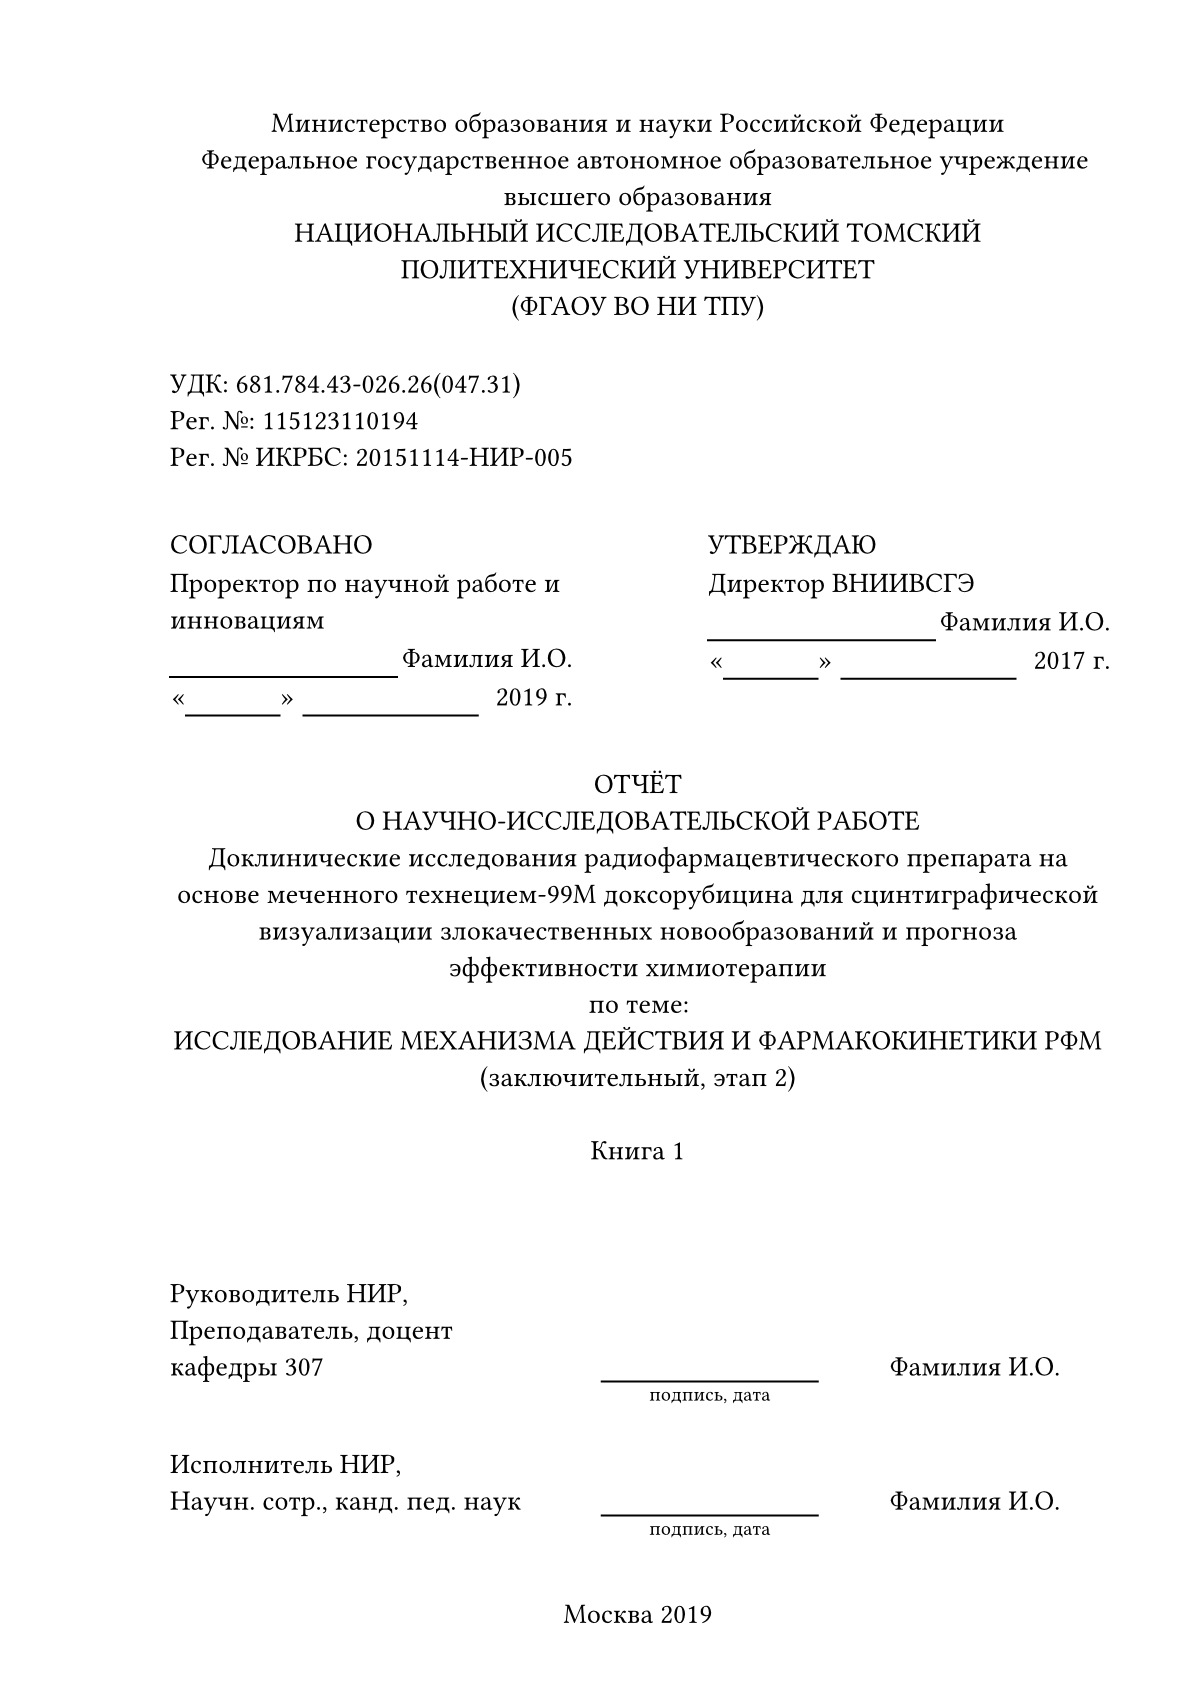 Министерство образования и науки Российской Федерации
Федеральное государственное автономное образовательное учреждение
высшего образования
НАЦИОНАЛЬНЫЙ ИССЛЕДОВАТЕЛЬСКИЙ ТОМСКИЙ
ПОЛИТЕХНИЧЕСКИЙ УНИВЕРСИТЕТ
(ФГАОУ ВО НИ ТПУ)
УДК: 681.784.43-026.26(047.31)
Рег. №: 115123110194
Рег. № ИКРБС: 20151114-НИР-005
СОГЛАСОВАНО
Проректор по научной работе и
инновациям
Фамилия И.О.
« » 2019 г.
УТВЕРЖДАЮ
Директор ВНИИВСГЭ
Фамилия И.О.
« » 2017 г.
ОТЧЁТ
О НАУЧНО-ИССЛЕДОВАТЕЛЬСКОЙ РАБОТЕ
Доклинические исследования радиофармацевтического препарата на
основе меченного технецием-99М доксорубицина для сцинтиграфической
визуализации злокачественных новообразований и прогноза
эффективности химиотерапии
по теме:
ИССЛЕДОВАНИЕ МЕХАНИЗМА ДЕЙСТВИЯ И ФАРМАКОКИНЕТИКИ РФМ
(заключительный, этап 2)
Книга 1
Руководитель НИР,
Преподаватель, доцент
кафедры 307 Фамилия И.О.
подпись, дата
Исполнитель НИР,
Научн. сотр., канд. пед. наук Фамилия И.О.
подпись, дата
Москва 2019